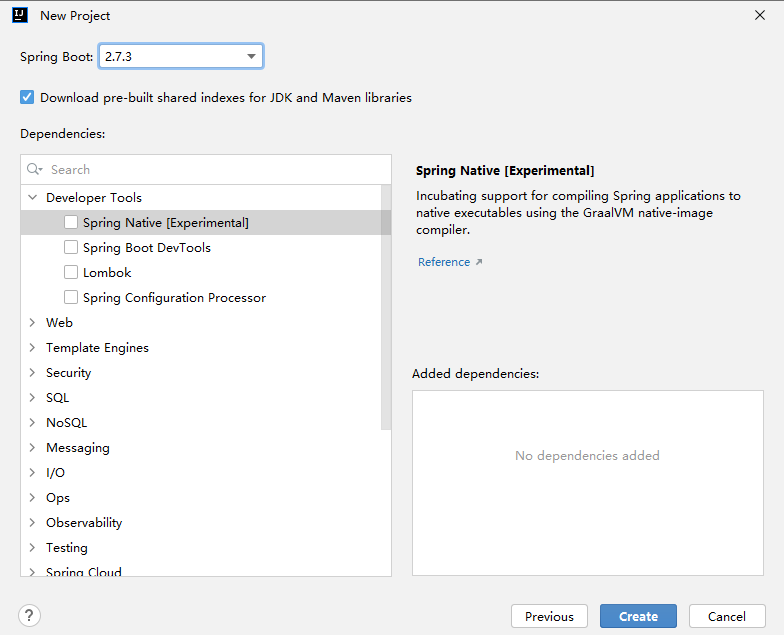 IJ New Project
Spring Boot: 2.7.3
Download pre-built shared indexes for JDK and Maven libraries
Dependencies:
Search
Developer Tools
Spring Native [Experimental]
Spring Boot DevTools
Lombok
Spring Configuration Processor
Web
Template Engines
Security
SQL
NoSQL
Messaging
I/O
Ops
Observability
Testing
Spring Cloud
Spring Native [Experimental]
Incubating support for compiling Spring applications to
native executables using the GraalVM native-image
compiler.
Reference
Added dependencies:
No dependencies added
?
Previous
Create
Cancel